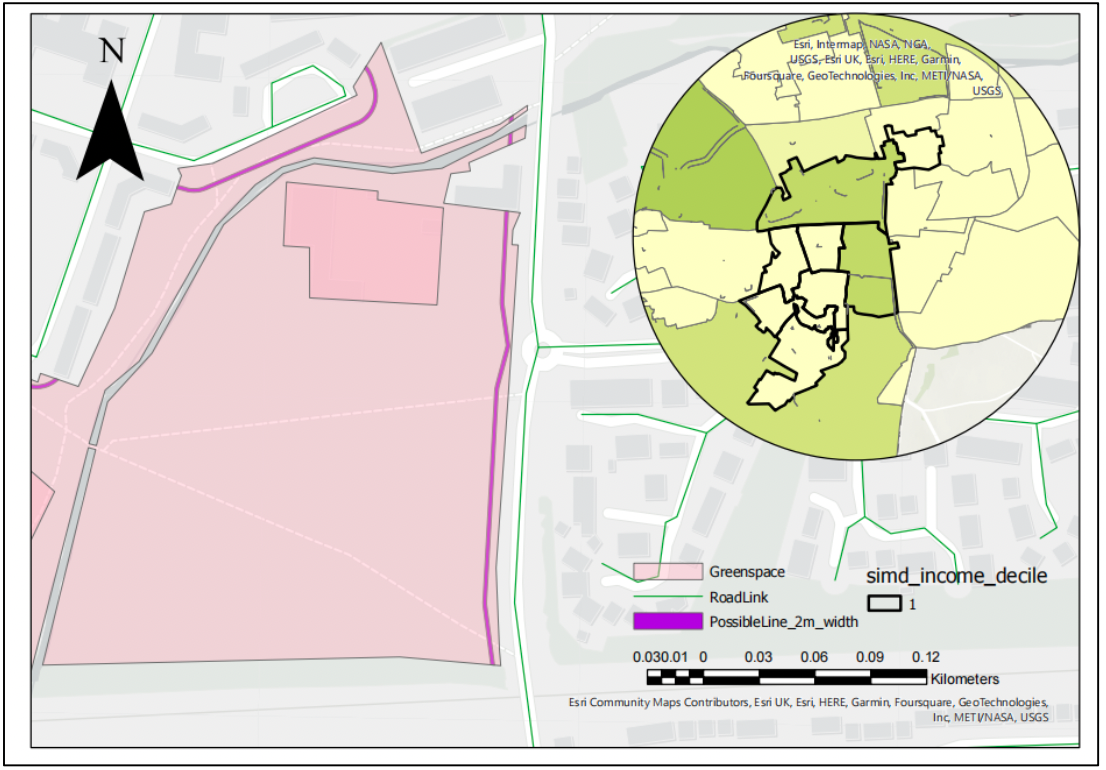 N
Esri, Intermap, NASA, NGA,
USGS, Esri UK, Esri, HERE, Garmin,
Foursquare, GeoTechnologies, Inc, METI/NASA,
USGS
Greenspace
RoadLink
PossibleLine_2m_width
simd_income_decile
1
0.030.01 0 0.03 0.06 0.09 0.12
Kilometers
Esri Community Maps Contributors, Esri UK, Esri, HERE, Garmin, Foursquare, GeoTechnologies,
Inc, METI/NASA, USGS